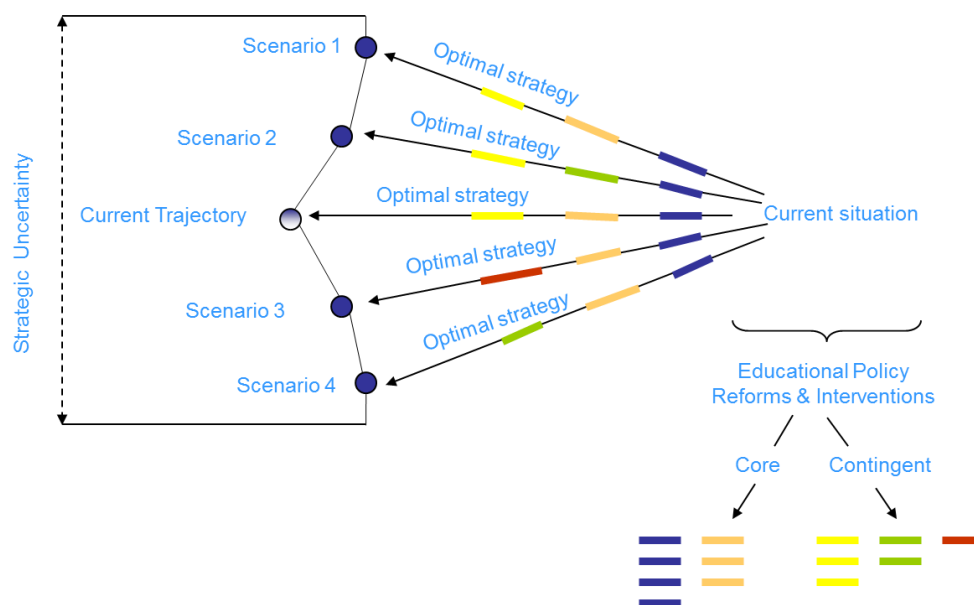 Scenario 1
Optimal strategy
Scenario 2
Optimal strategy
Current Trajectory
Optimal strategy
Current situation
Strategic Uncertainty
Optimal strategy
Scenario 3
Optimal strategy
Scenario 4
Educational Policy
Reforms & Interventions
Core
Contingent